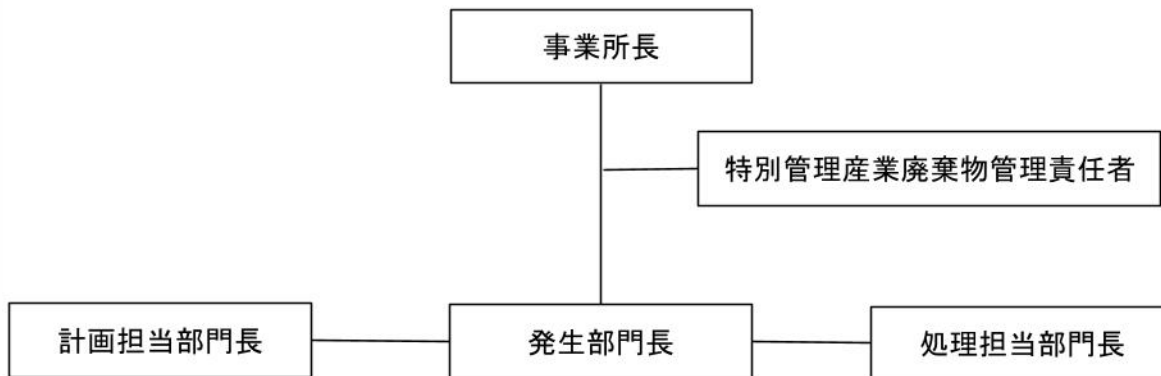 事業所長
特別管理産業廃棄物管理責任者
計画担当部門長
発生部門長
処理担当部門長